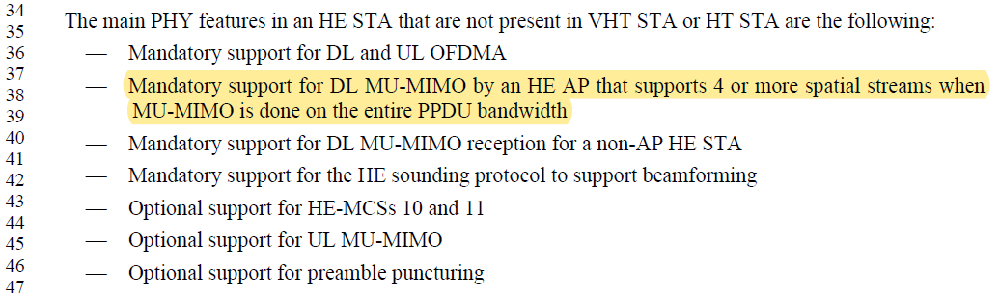 34
35
36
37
38
39
40
41
42
43
44
45
46
47
The main PHY features in an HE STA that are not present in VHT STA or HT STA are the following:
— Mandatory support for DL and UL OFDMA
— Mandatory support for DL MU-MIMO by an HE AP that supports 4 or more spatial streams when
MU-MIMO is done on the entire PPDU bandwidth
— Mandatory support for DL MU-MIMO reception for a non-AP HE STA
— Mandatory support for the HE sounding protocol to support beamforming
— Optional support for HE-MCSs 10 and 11
— Optional support for UL MU-MIMO
— Optional support for preamble puncturing